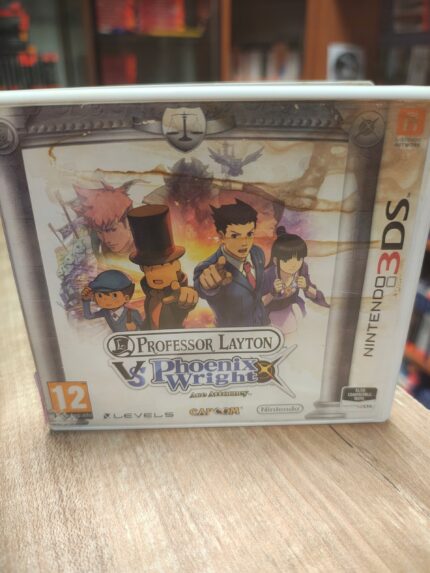 NINTENDO 3DS
PROFESSOR LAYTON
VS Phoenix
Wright
ACE ATTORNEY
12
LEVEL5
CAPCOM
Nintendo